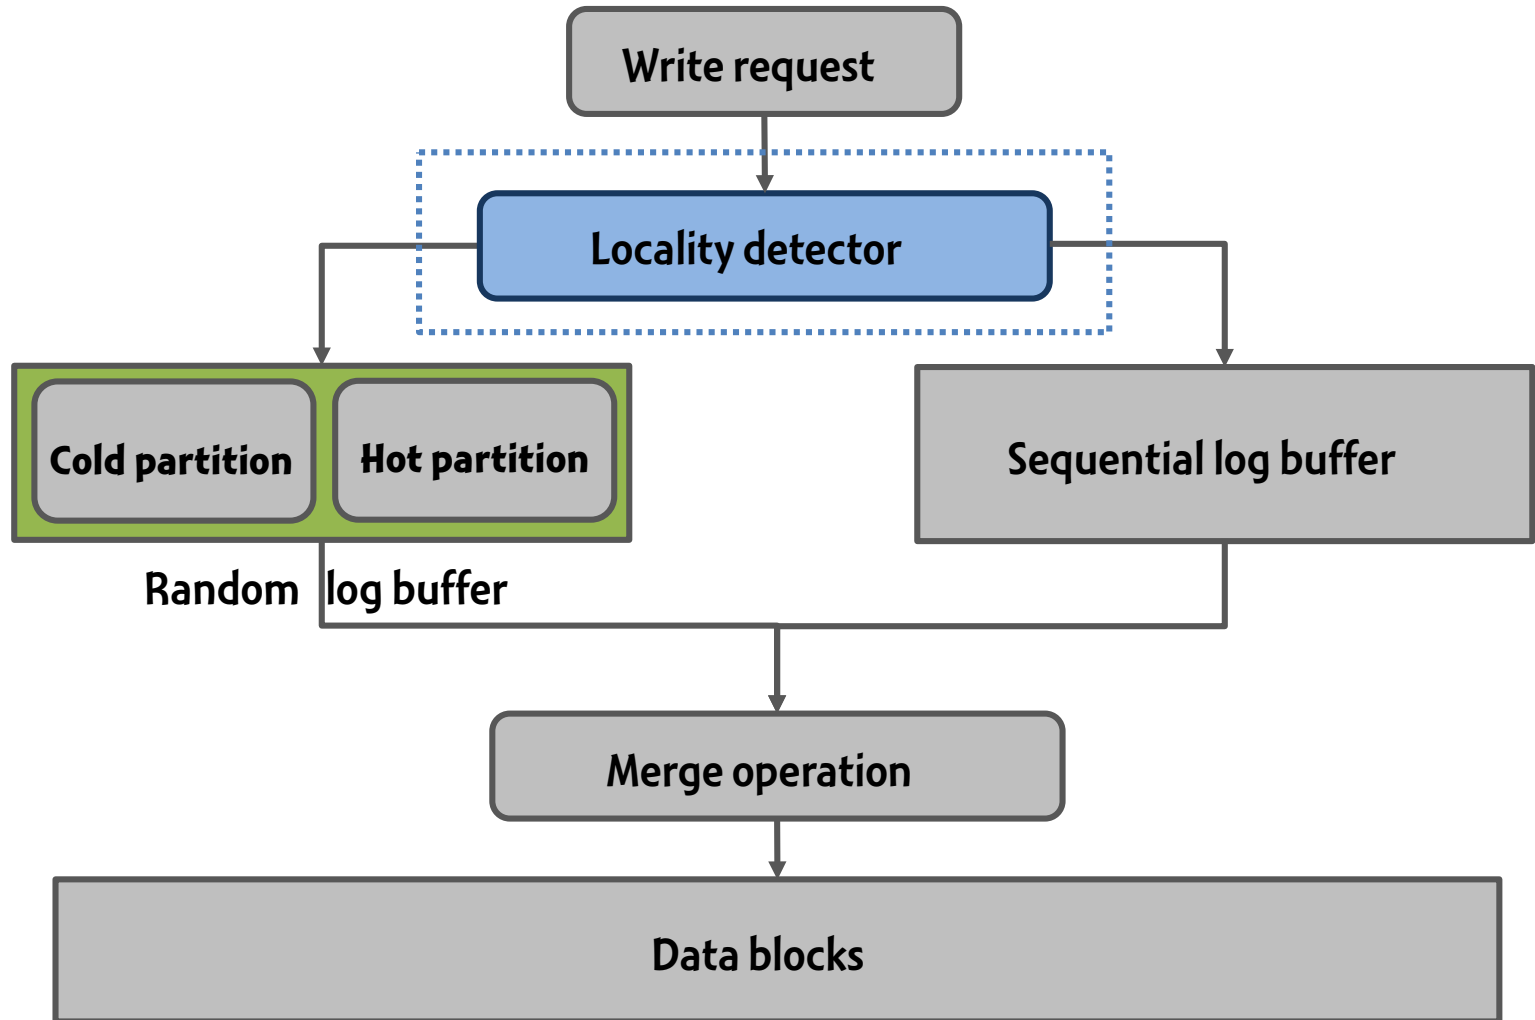 Write request
Locality detector
Cold partition
Hot partition
Sequential log buffer
Random log buffer
Merge operation
Data blocks